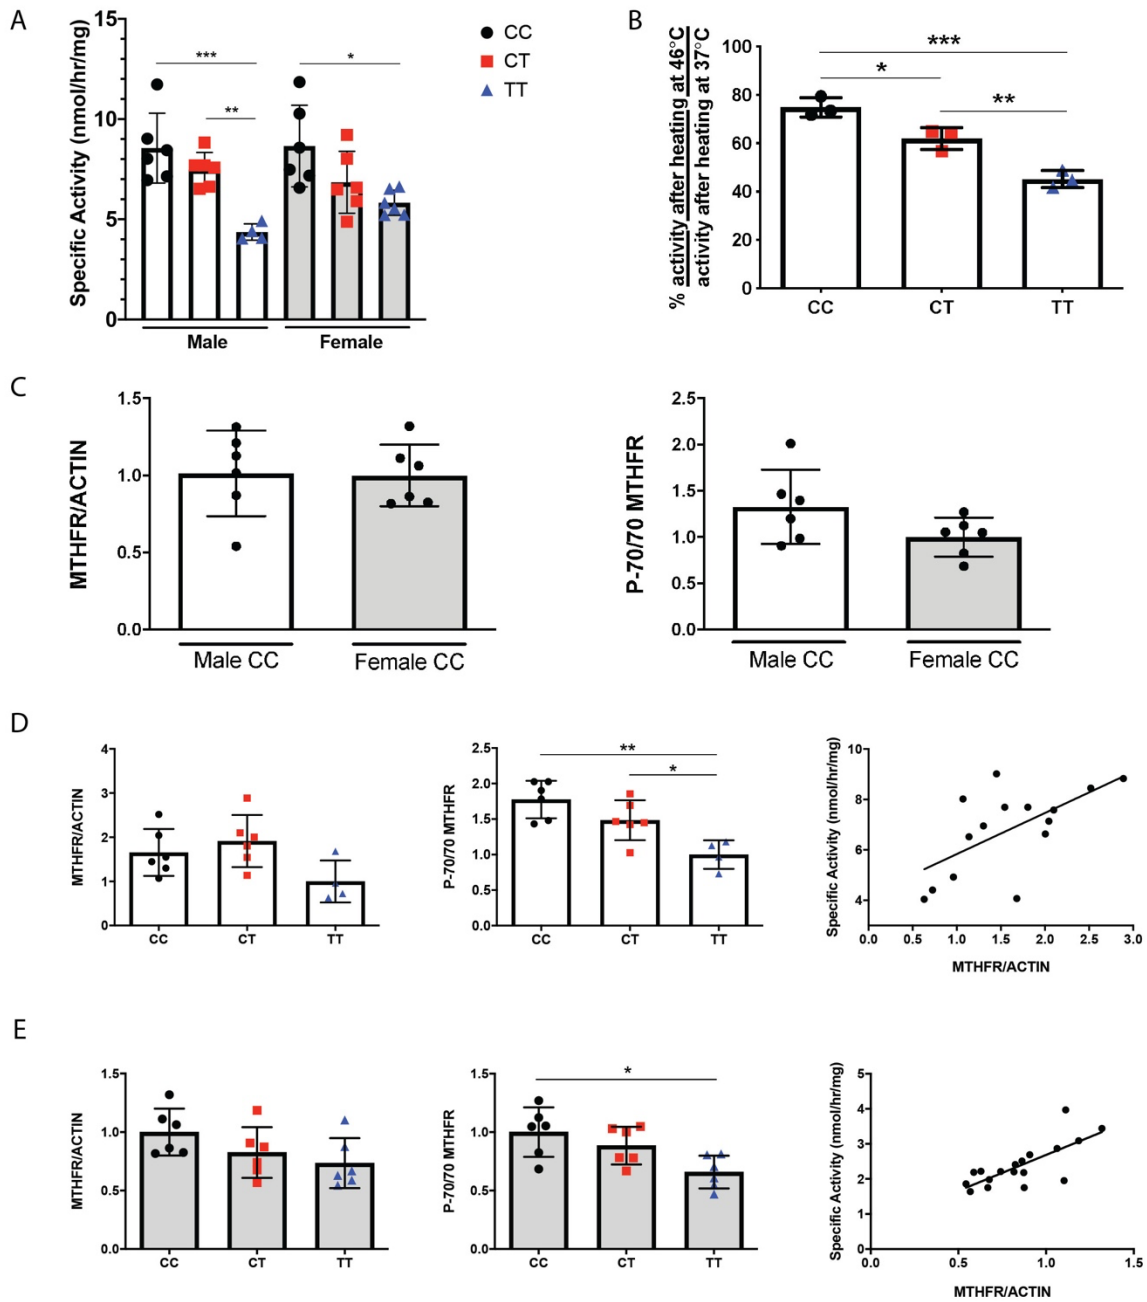 A
15
10
5
0
Specific Activity (nmol/hr/mg)
***
**
*
CC
CT
TT
Male
Female
B
% activity after heating at 46°C
activity after heating at 37°C
100
80
60
40
20
0
***
*
**
CC
CT
TT
C
MTHFR/ACTIN
1.5
1.0
0.5
0.0
Male CC
Female CC
P-70/70 MTHFR
2.5
2.0
1.5
1.0
0.5
0.0
Male CC
Female CC
D
MTHFR/ACTIN
4
3
2
1
0
CC
CT
TT
P-70/70 MTHFR
2.5
2.0
1.5
1.0
0.5
0.0
**
*
CC
CT
TT
Specific Activity (nmol/hr/mg)
10
8
6
4
0.0 0.5 1.0 1.5 2.0 2.5 3.0
MTHFR/ACTIN
E
MTHFR/ACTIN
1.5
1.0
0.5
0.0
CC
CT
TT
P-70/70 MTHFR
1.5
1.0
0.5
0.0
*
CC
CT
TT
Specific Activity (nmol/hr/mg)
5
4
3
2
1
0
0.0 0.5 1.0 1.5
MTHFR/ACTIN